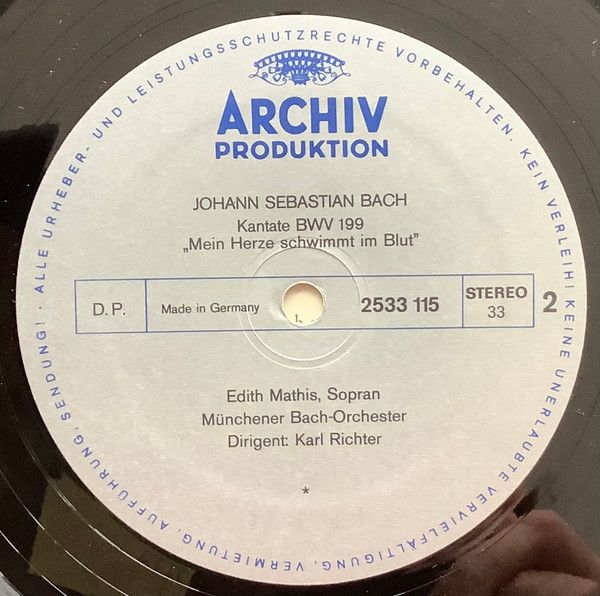 ALLE URHEBER- UND LEISTUNGSSCHUTZRECHTE VORBEHALTEN. KEIN VERLEIH! KEINE UNERLAUBTE VERVIELFÄLTIGUNG, VERMIETUNG, AUFFÜHRUNG, SENDUNG! ·
ARCHIV
PRODUKTION
JOHANN SEBASTIAN BACH
Kantate BWV 199
„Mein Herze schwimmt im Blut”
D.P.
Made in Germany
1.
2533 115
STEREO
33
2
Edith Mathis, Sopran
Münchener Bach-Orchester
Dirigent: Karl Richter
*